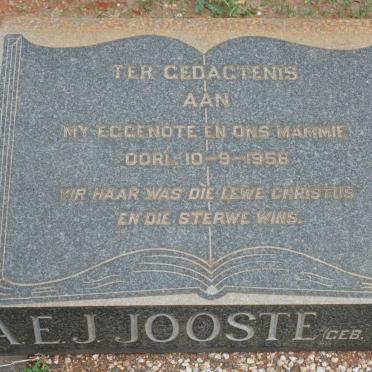 TER GEDAGTENIS
AAN
MY EGGENOTE EN ONS MAMMIE
OORL. 10-9-1956
VIR HAAR WAS DIE LEWE CHRISTUS
EN DIE STERWE WINS.
A.E.J. JOOSTE (GEB.